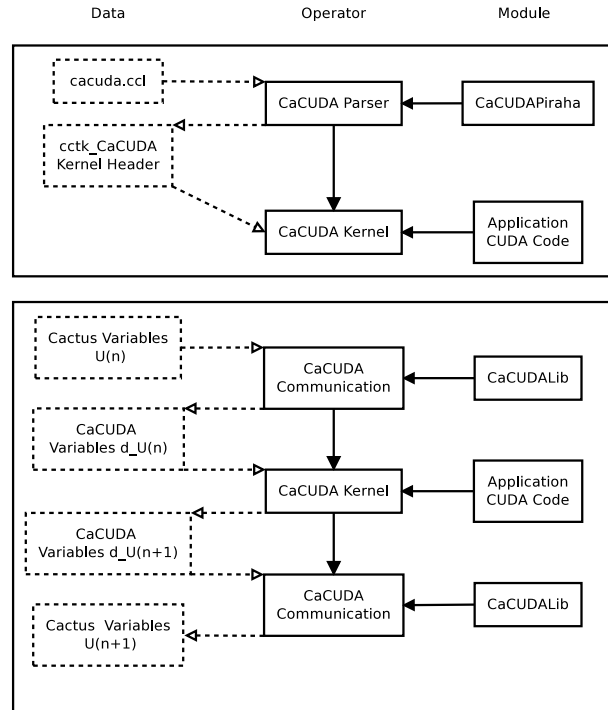 Data Operator Module
cacuda.ccl
CaCUDA Parser
CaCUDAPiraha
cctk_CaCUDA
Kernel Header
CaCUDA Kernel
Application
CUDA Code
Cactus Variables
U(n)
CaCUDA
Communication
CaCUDALib
CaCUDA
Variables d_U(n)
CaCUDA Kernel
Application
CUDA Code
CaCUDA
Variables d_U(n+1)
CaCUDA
Communication
CaCUDALib
Cactus Variables
U(n+1)